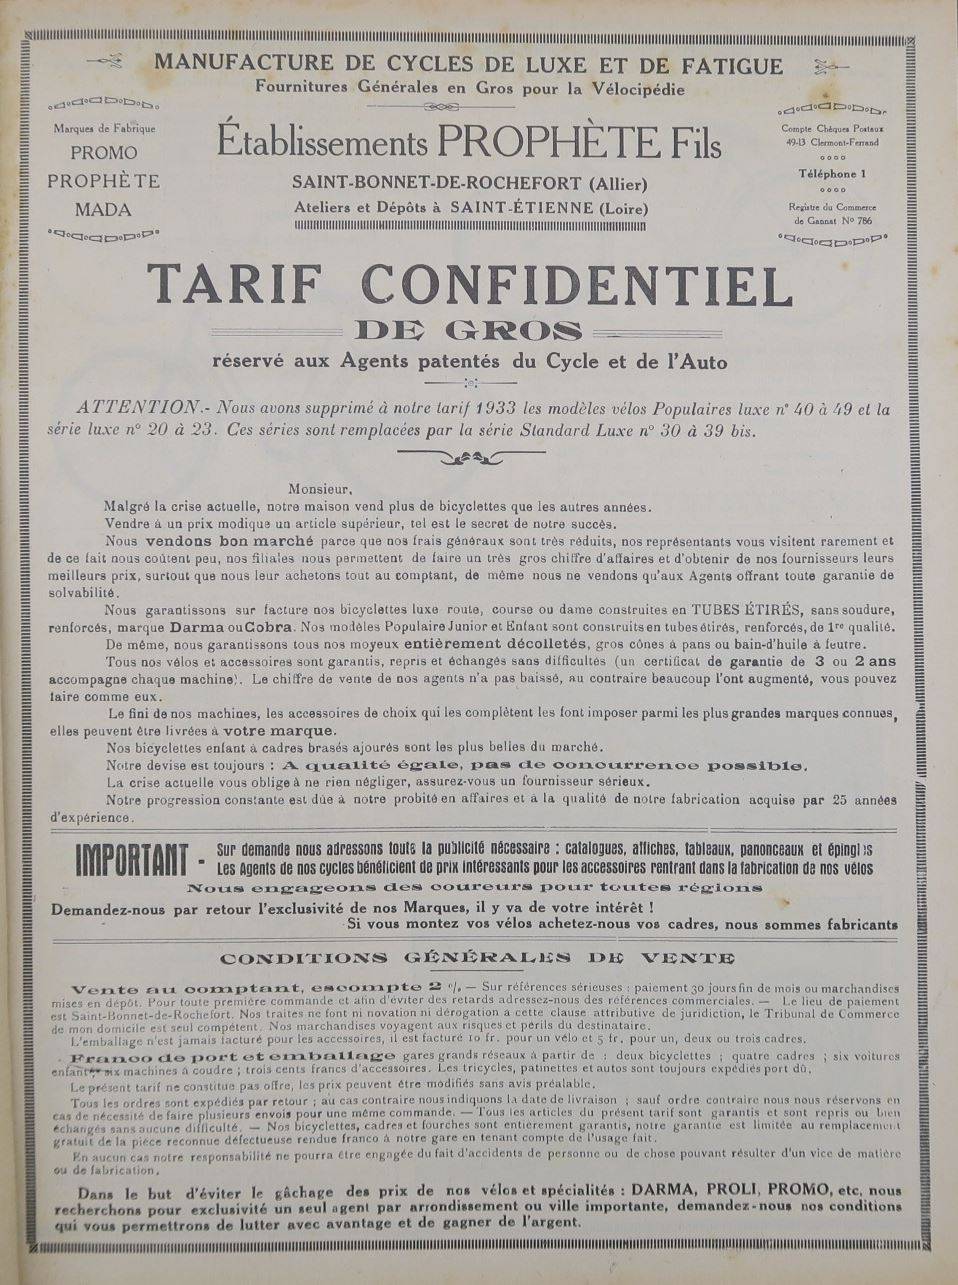 MANUFACTURE DE CYCLES DE LUXE ET DE FATIGUE
Fournitures Générales en Gros pour la Vélocipédie
Marques de Fabrique
PROMO
PROPHÈTE
MADA
Établissements PROPHÈTE Fils
SAINT-BONNET-DE-ROCHEFORT (Allier)
Ateliers et Dépôts à SAINT-ÉTIENNE (Loire)
Compte Chèques Postaux
49-13 Clermont-Ferrand
Téléphone 1
Registre du Commerce
de Gannat Nº 786
TARIF CONFIDENTIEL
DE GROS
réservé aux Agents patentés du Cycle et de l'Auto
ATTENTION.- Nous avons supprimé à notre tarif 1933 les modèles vélos Populaires luxe nº 40 à 49 et la
série luxe nº 20 à 23. Ces séries sont remplacées par la série Standard Luxe nº 30 à 39 bis.
Monsieur,
Malgré la crise actuelle, notre maison vend plus de bicyclettes que les autres années.
Vendre à un prix modique un article supérieur, tel est le secret de notre succès.
Nous vendons bon marché parce que nos frais généraux sont très réduits, nos représentants vous visitent rarement et
de ce fait nous coûtent peu, nos filiales nous permettent de faire un très gros chiffre d'affaires et d'obtenir de nos fournisseurs leurs
meilleurs prix, surtout que nous leur achetons tout au comptant, de même nous ne vendons qu'aux Agents offrant toute garantie de
solvabilité.
Nous garantissons sur facture nos bicyclettes luxe route, course ou dame construites en TUBES ÉTIRÉS, sans soudure,
renforcés, marque Darma ou Cobra. Nos modèles Populaire Junior et Enfant sont construits en tubes étirés, renforcés, de 1re qualité.
De même, nous garantissons tous nos moyeux entièrement décolletés, gros cônes à pans ou bain-d'huile à feutre.
Tous nos vélos et accessoires sont garantis, repris et échangés sans difficultés (un certificat de garantie de 3 ou 2 ans
accompagne chaque machine). Le chiffre de vente de nos agents n'a pas baissé, au contraire beaucoup l'ont augmenté, vous pouvez
faire comme eux.
Le fini de nos machines, les accessoires de choix qui les complètent les font imposer parmi les plus grandes marques connues,
elles peuvent être livrées à votre marque.
Nos bicyclettes enfant à cadres brasés ajourés sont les plus belles du marché.
Notre devise est toujours : A qualité égale, pas de concurrence possible.
La crise actuelle vous oblige à ne rien négliger, assurez-vous un fournisseur sérieux.
Notre progression constante est dûe à notre probité en affaires et à la qualité de notre fabrication acquise par 25 années
d'expérience.
IMPORTANT - Sur demande nous adressons toute la publicité nécessaire : catalogues, affiches, tableaux, panonceaux et épingles
Les Agents de nos cycles bénéficient de prix intéressants pour les accessoires rentrant dans la fabrication de nos vélos
Nous engageons des coureurs pour toutes régions
Demandez-nous par retour l'exclusivité de nos Marques, il y va de votre intérêt !
Si vous montez vos vélos achetez-nous vos cadres, nous sommes fabricants
CONDITIONS GÉNÉRALES DE VENTE
Vente au comptant, escompte 2 % — Sur références sérieuses : paiement 30 jours fin de mois ou marchandises
mises en dépôt. Pour toute première commande et afin d'éviter des retards adressez-nous des références commerciales. — Le lieu de paiement
est Saint-Bonnet-de-Rochefort. Nos traites ne font ni novation ni dérogation à cette clause attributive de juridiction, le Tribunal de Commerce
de mon domicile est seul compétent. Nos marchandises voyagent aux risques et périls du destinataire.
L'emballage n'est jamais facturé pour les accessoires, il est facturé 10 fr. pour un vélo et 5 fr. pour un, deux ou trois cadres.
Franco de port et emballage gares grands réseaux à partir de : deux bicyclettes ; quatre cadres ; six voitures
enfant ; six machines à coudre ; trois cents francs d'accessoires. Les tricycles, patinettes et autos sont toujours expédiés port dû.
Le présent tarif ne constitue pas offre, les prix peuvent être modifiés sans avis préalable.
Tous les ordres sont expédiés par retour ; au cas contraire nous indiquons la date de livraison ; sauf ordre contraire nous nous réservons en
cas de nécessité de faire plusieurs envois pour une même commande. — Tous les articles du présent tarif sont garantis et sont repris ou bien
échangés sans aucune difficulté. — Nos bicyclettes, cadres et fourches sont entièrement garantis, notre garantie est limitée au remplacement
gratuit de la pièce reconnue défectueuse rendue franco à notre gare en tenant compte de l'usage fait.
En aucun cas notre responsabilité ne pourra être engagée du fait d'accidents de personne ou de chose pouvant résulter d'un vice de matière
ou de fabrication.
Dans le but d'éviter le gâchage des prix de nos vélos et spécialités : DARMA, PROLI, PROMO, etc, nous
recherchons pour exclusivité un seul agent par arrondissement ou ville importante, demandez-nous nos conditions
qui vous permettrons de lutter avec avantage et de gagner de l'argent.